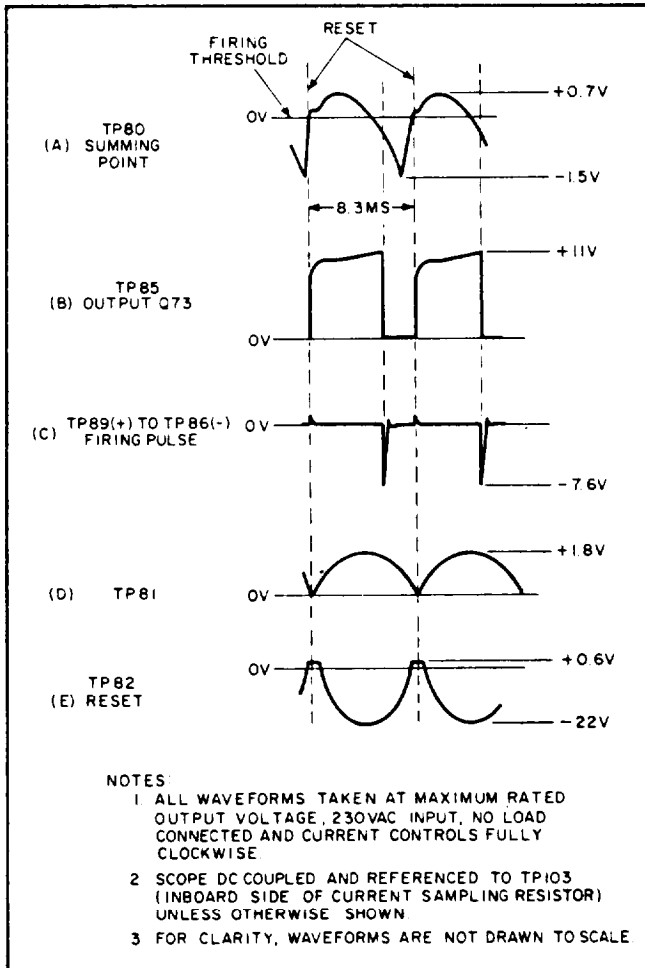 RESET
FIRING
THRESHOLD
+0.7V
0V
TP80
(A) SUMMING
POINT
-1.5V
8.3MS
+11V
TP85
(B) OUTPUT Q73
0V
(C) TP89(+) TO TP86(-)
FIRING PULSE
0V
-7.6V
+1.8V
(D) TP81
0V
+0.6V
0V
TP82
(E) RESET
-22V
NOTES:
1. ALL WAVEFORMS TAKEN AT MAXIMUM RATED
OUTPUT VOLTAGE, 230VAC INPUT, NO LOAD
CONNECTED AND CURRENT CONTROLS FULLY
CLOCKWISE.
2 SCOPE DC COUPLED AND REFERENCED TO TP103
(INBOARD SIDE OF CURRENT SAMPLING RESISTOR)
UNLESS OTHERWISE SHOWN.
3 FOR CLARITY, WAVEFORMS ARE NOT DRAWN TO SCALE.